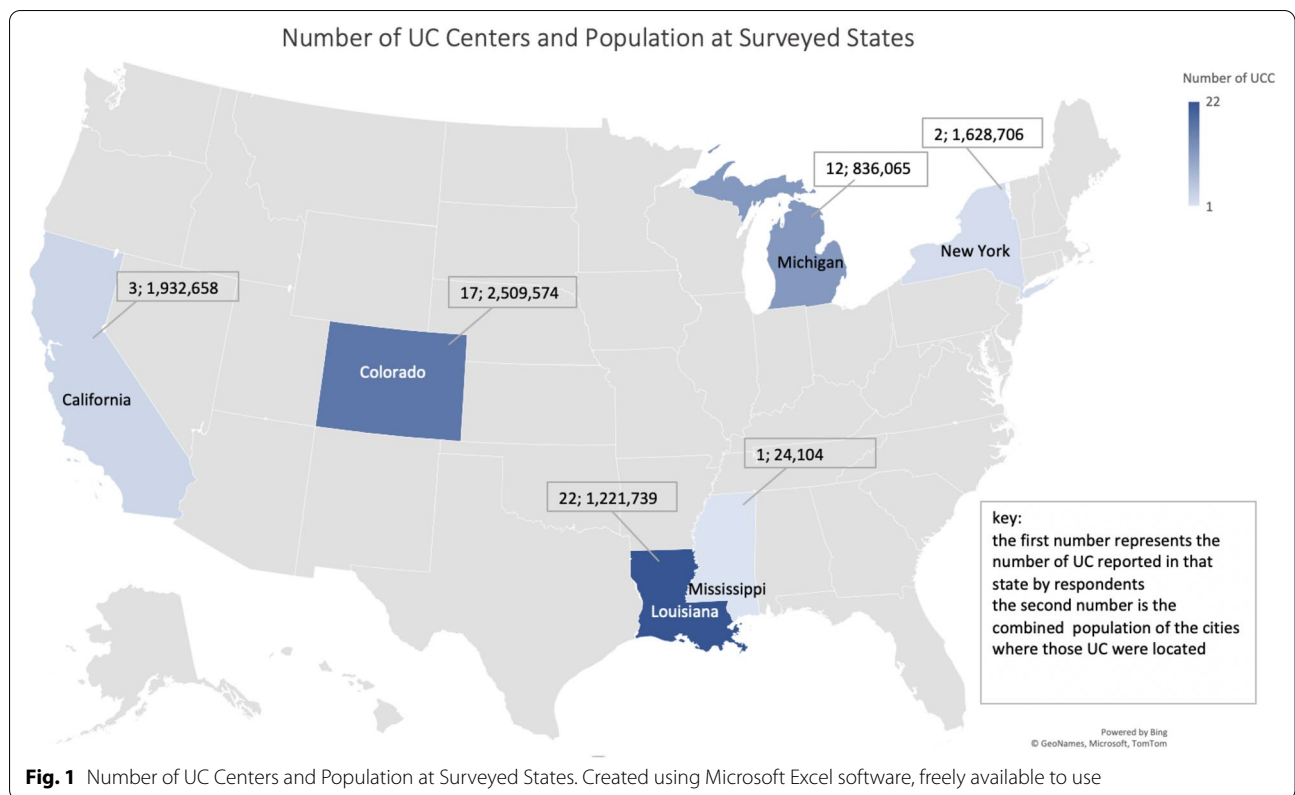 Number of UC Centers and Population at Surveyed States
Number of UCC
22
1
2; 1,628,706
12; 836,065
New York
Michigan
3; 1,932,658
17; 2,509,574
Colorado
California
1; 24,104
22; 1,221,739
Mississippi
Louisiana
key:
the first number represents the
number of UC reported in that
state by respondents
the second number is the
combined population of the cities
where those UC were located
Powered by Bing
© GeoNames, Microsoft, TomTom
Fig. 1 Number of UC Centers and Population at Surveyed States. Created using Microsoft Excel software, freely available to use